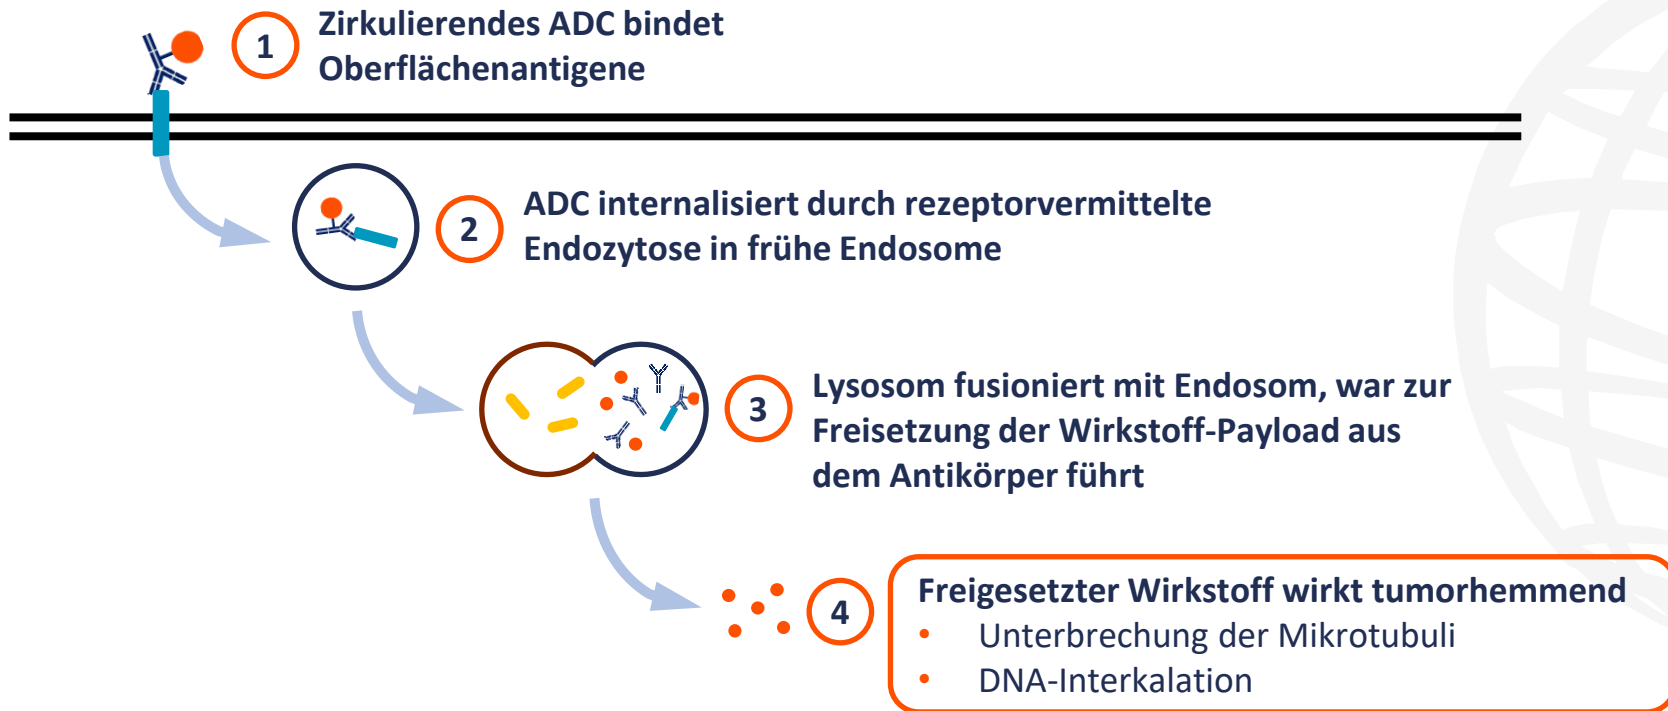 1
Zirkulierendes ADC bindet
Oberflächenantigene
2
ADC internalisiert durch rezeptorvermittelte
Endozytose in frühe Endosome
3
Lysosom fusioniert mit Endosom, war zur
Freisetzung der Wirkstoff-Payload aus
dem Antikörper führt
4
Freigesetzter Wirkstoff wirkt tumorhemmend
• Unterbrechung der Mikrotubuli
• DNA-Interkalation